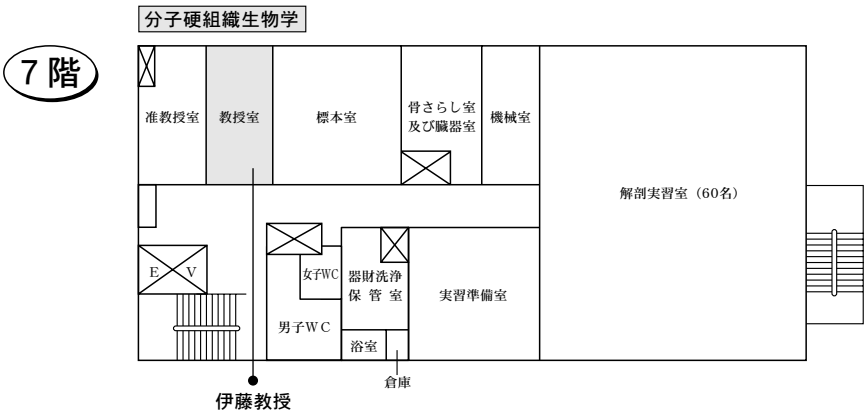 分子硬組織生物学
7階
准教授室
教授室
標本室
骨さらし室
及び臓器室
機械室
解剖実習室（60名）
E V
女子WC
器財洗浄
保管室
実習準備室
男子WC
浴室
倉庫
伊藤教授